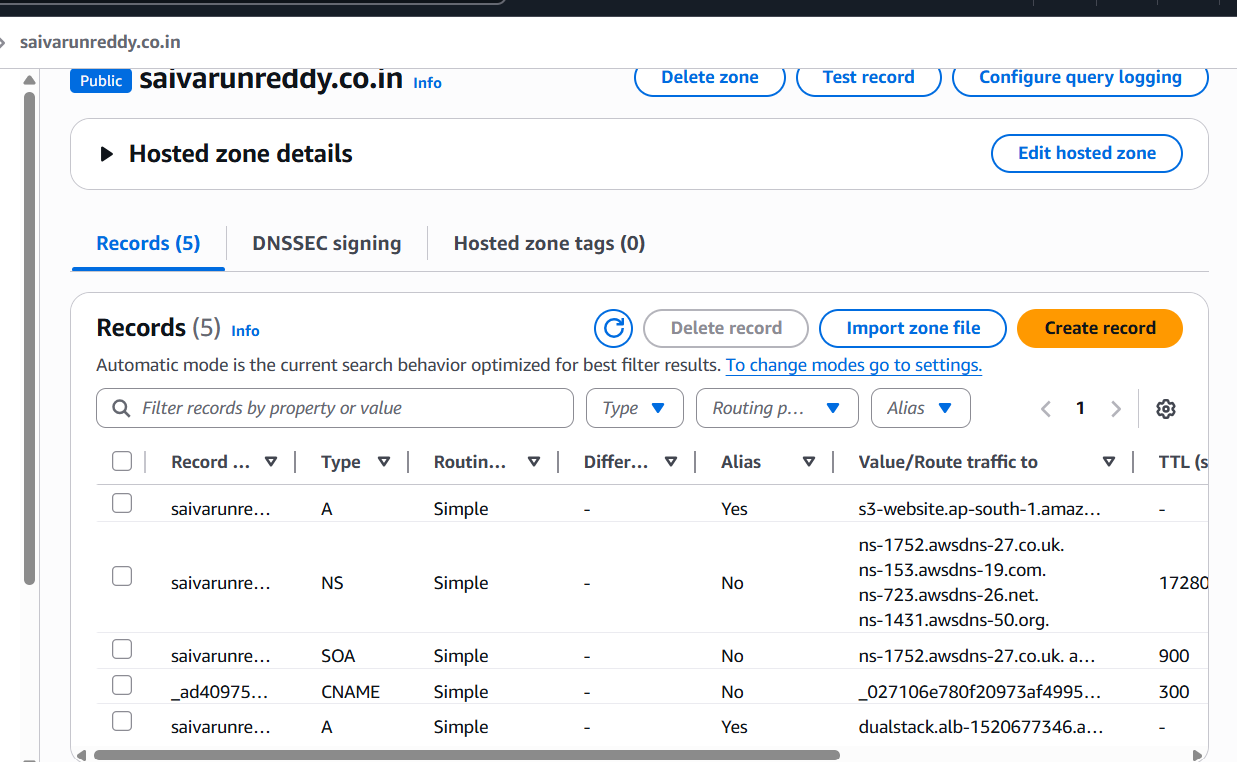 saivarunreddy.co.in
Public saivarunreddy.co.in Info Delete zone Test record Configure query logging
Hosted zone details Edit hosted zone
Records (5) DNSSEC signing Hosted zone tags (0)
Records (5) Info Delete record Import zone file Create record
Automatic mode is the current search behavior optimized for best filter results. To change modes go to settings.
Filter records by property or value Type Routing p... Alias 1
Record ... Type Routin... Differ... Alias Value/Route traffic to TTL (s
saivarunre... A Simple - Yes s3-website.ap-south-1.amaz... -
ns-1752.awsdns-27.co.uk.
ns-153.awsdns-19.com.
saivarunre... NS Simple - No 17280
ns-723.awsdns-26.net.
ns-1431.awsdns-50.org.
saivarunre... SOA Simple - No ns-1752.awsdns-27.co.uk. a... 900
_ad40975... CNAME Simple - No _027106e780f20973af4995... 300
saivarunre... A Simple - Yes dualstack.alb-1520677346.a... -